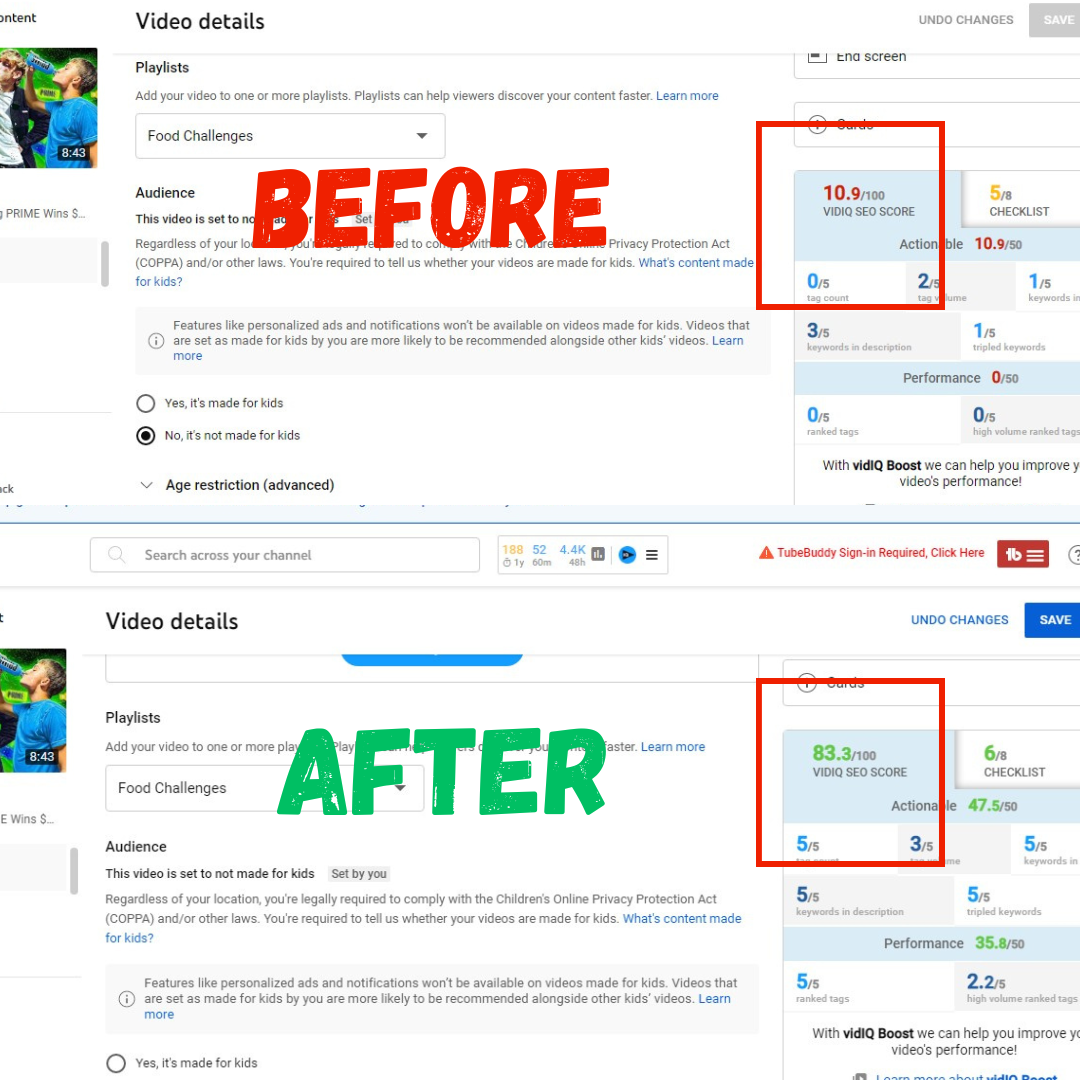 ontent
Video details
UNDO CHANGES
SAVE
8:43
g PRIME Wins $...
ack
Playlists
Add your video to one or more playlists. Playlists can help viewers discover your content faster. Learn more
Food Challenges
BEFORE
Audience
This video is set to not made for kids Set by you
Regardless of your location, you're legally required to comply with the Children's Online Privacy Protection Act
(COPPA) and/or other laws. You're required to tell us whether your videos are made for kids. What's content made
for kids?
Features like personalized ads and notifications won't be available on videos made for kids. Videos that
are set as made for kids by you are more likely to be recommended alongside other kids' videos. Learn
more
Yes, it's made for kids
No, it's not made for kids
Age restriction (advanced)
End screen
Cards
10.9/100
VIDIQ SEO SCORE
5/8
CHECKLIST
Actionable 10.9/50
0/5
tag count
2/5
tag volume
1/5
keywords in
3/5
keywords in description
1/5
tripled keywords
Performance 0/50
0/5
ranked tags
0/5
high volume ranked tags
With vidIQ Boost we can help you improve yo
video's performance!
Search across your channel
188 52 4.4K
1y 60m 48h
TubeBuddy Sign-in Required, Click Here
tb
?
t
Video details
UNDO CHANGES
SAVE
PRIME
8:43
E Wins $...
Playlists
Add your video to one or more playlists. Playlists can help viewers discover your content faster. Learn more
Food Challenges
AFTER
Audience
This video is set to not made for kids Set by you
Regardless of your location, you're legally required to comply with the Children's Online Privacy Protection Act
(COPPA) and/or other laws. You're required to tell us whether your videos are made for kids. What's content made
for kids?
Features like personalized ads and notifications won't be available on videos made for kids. Videos that
are set as made for kids by you are more likely to be recommended alongside other kids' videos. Learn
more
Yes, it's made for kids
Cards
83.3/100
VIDIQ SEO SCORE
6/8
CHECKLIST
Actionable 47.5/50
5/5
tag count
3/5
tag volume
5/5
keywords in
5/5
keywords in description
5/5
tripled keywords
Performance 35.8/50
5/5
ranked tags
2.2/5
high volume ranked tags
With vidIQ Boost we can help you improve yo
video's performance!
Learn more about vidIQ Boost